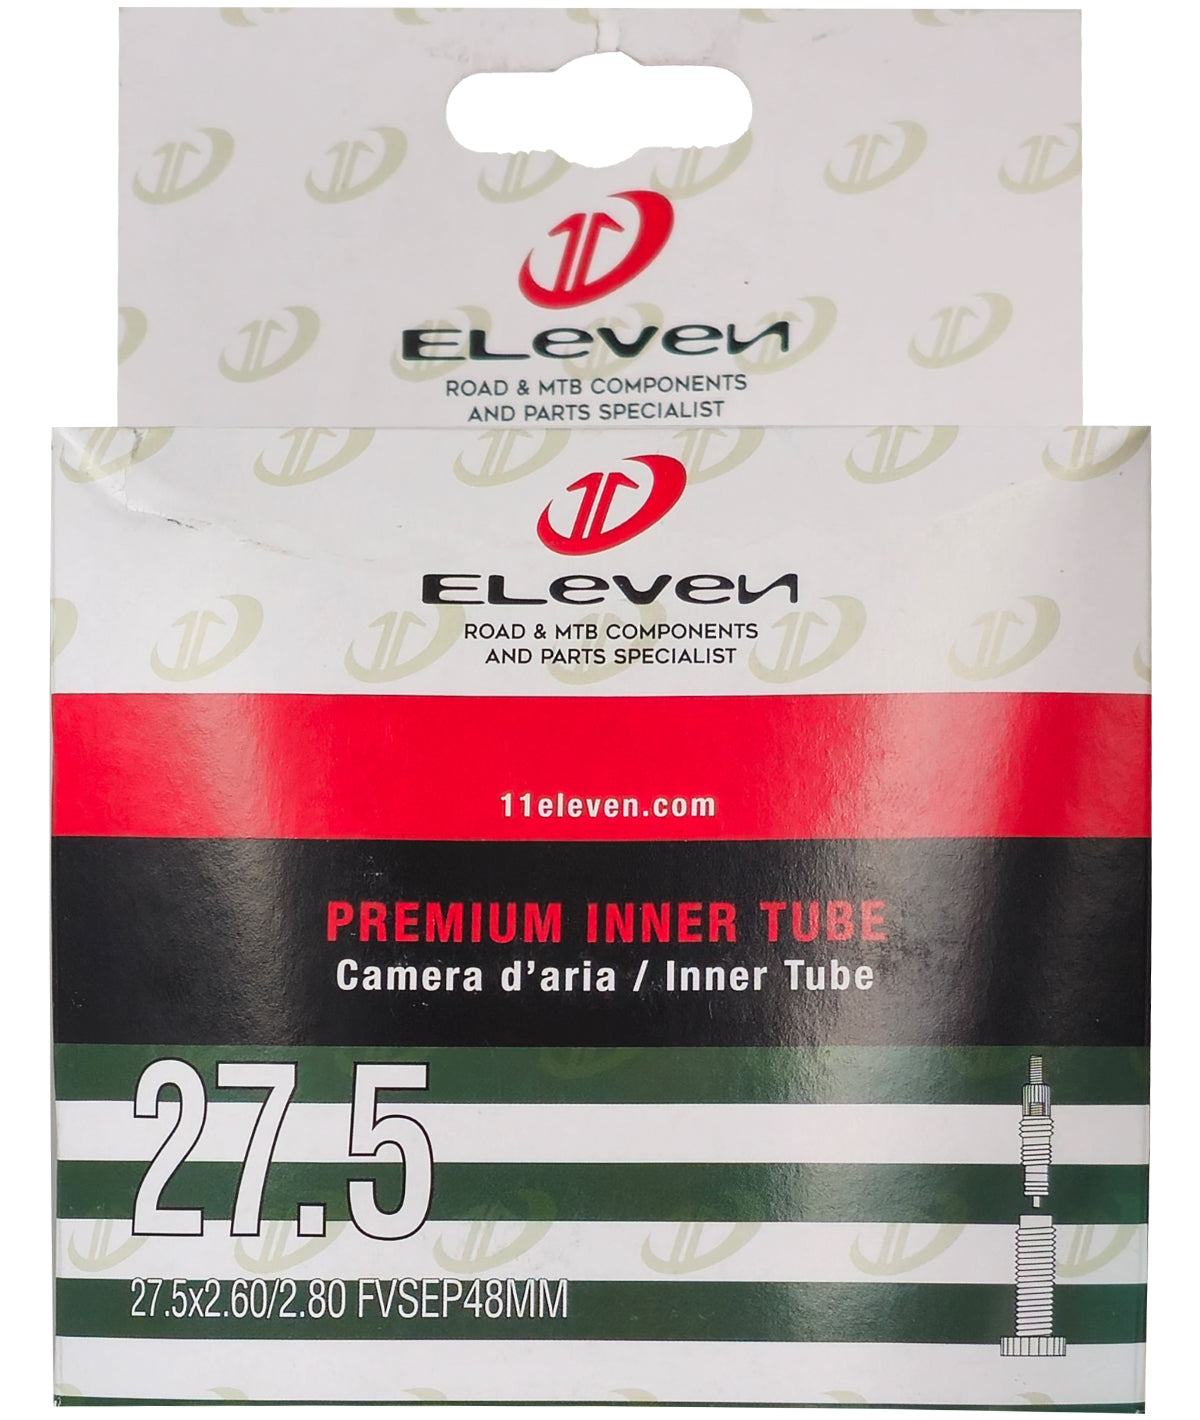 ELeven
ROAD & MTB COMPONENTS
AND PARTS SPECIALIST
ELeven
ROAD & MTB COMPONENTS
AND PARTS SPECIALIST
11eleven.com
PREMIUM INNER TUBE
Camera d’aria / Inner Tube
27.5
27.5x2.60/2.80 FVSEP48MM